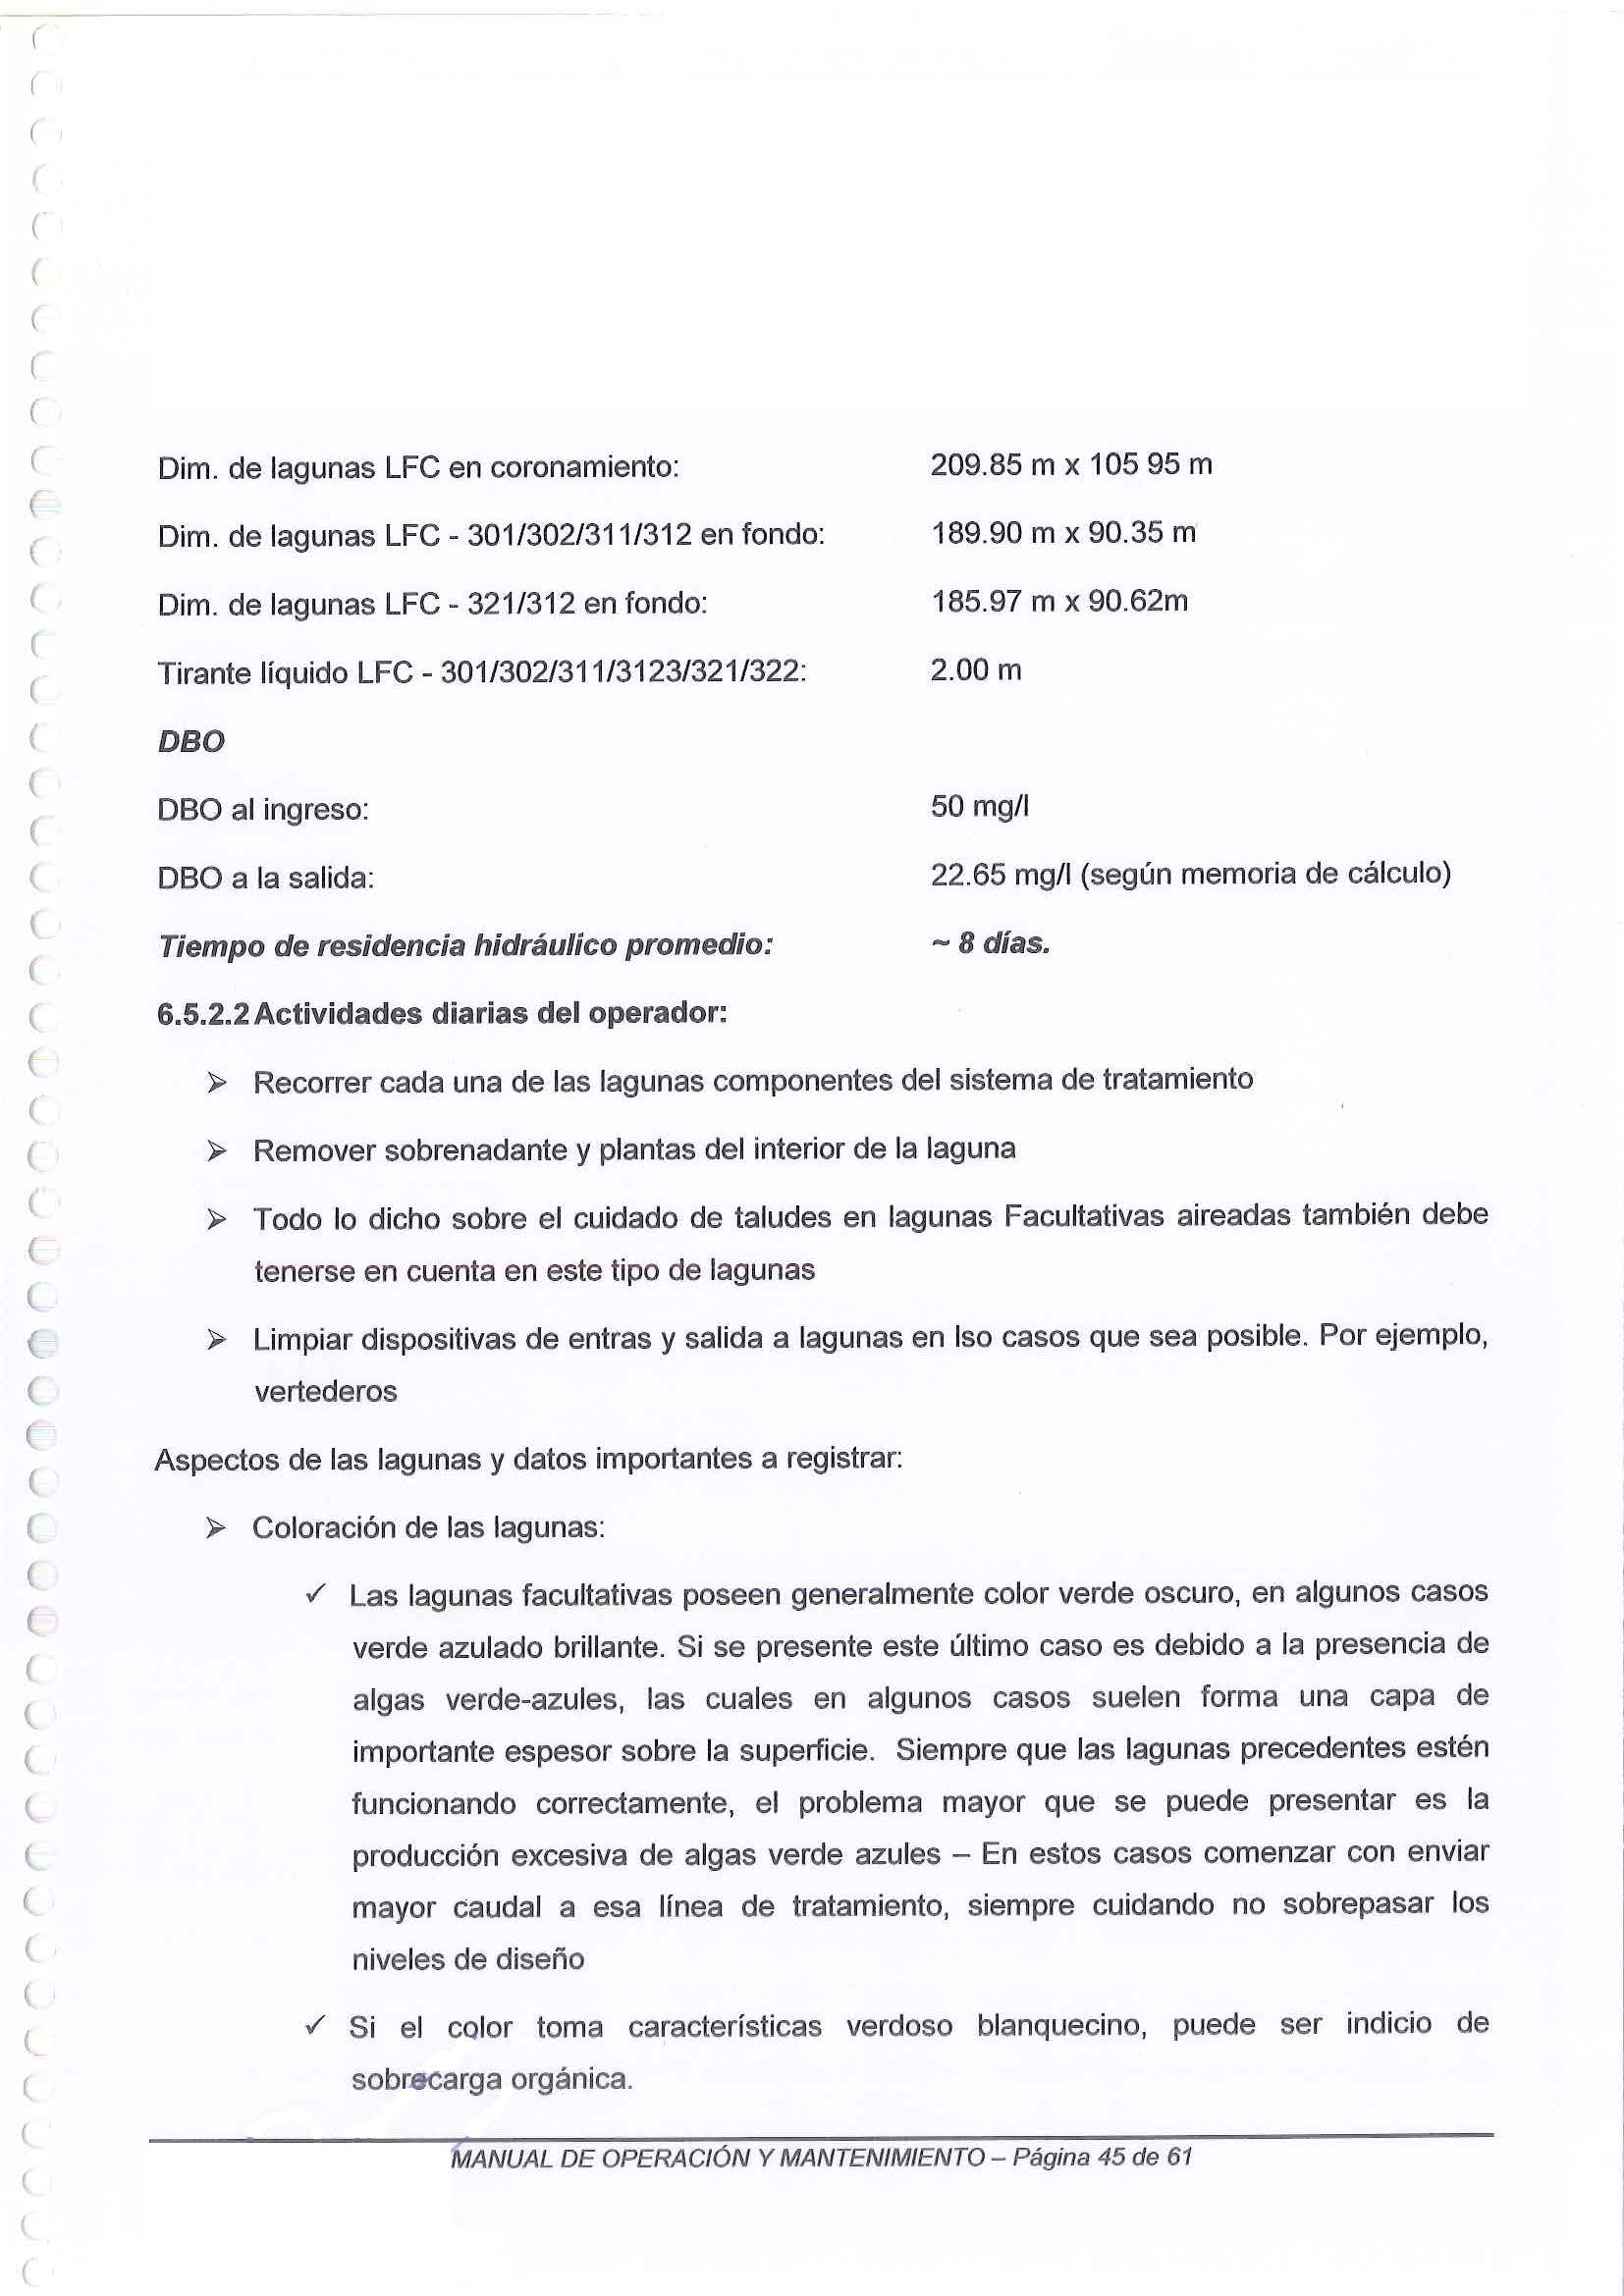 Dim. de lagunas LFC en coronamiento: 209.85 m x 105 95 m
Dim. de lagunas LFC - 301/302/311/312 en fondo: 189.90 m x 90.35 m
Dim. de lagunas LFC - 321/312 en fondo: 185.97 m x 90.62m
Tirante líquido LFC - 301/302/311/3123/321/322: 2.00 m
DBO
DBO al ingreso: 50 mg/l
DBO a la salida: 22.65 mg/l (según memoria de cálculo)
Tiempo de residencia hidráulico promedio: ~ 8 días.
6.5.2.2 Actividades diarias del operador:
➢ Recorrer cada una de las lagunas componentes del sistema de tratamiento
➢ Remover sobrenadante y plantas del interior de la laguna
➢ Todo lo dicho sobre el cuidado de taludes en lagunas Facultativas aireadas también debe
tenerse en cuenta en este tipo de lagunas
➢ Limpiar dispositivas de entras y salida a lagunas en lso casos que sea posible. Por ejemplo,
vertederos
Aspectos de las lagunas y datos importantes a registrar:
➢ Coloración de las lagunas:
✓ Las lagunas facultativas poseen generalmente color verde oscuro, en algunos casos
verde azulado brillante. Si se presente este último caso es debido a la presencia de
algas verde-azules, las cuales en algunos casos suelen forma una capa de
importante espesor sobre la superficie. Siempre que las lagunas precedentes estén
funcionando correctamente, el problema mayor que se puede presentar es la
producción excesiva de algas verde azules – En estos casos comenzar con enviar
mayor caudal a esa línea de tratamiento, siempre cuidando no sobrepasar los
niveles de diseño
✓ Si el color toma características verdoso blanquecino, puede ser indicio de
sobrecarga orgánica.
MANUAL DE OPERACIÓN Y MANTENIMIENTO – Página 45 de 61